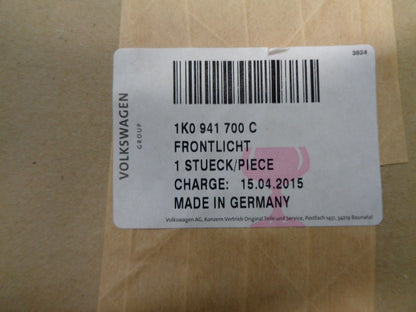 3824
VOLKSWAGEN
GROUP
1K0 941 700 C
FRONTLICHT
1 STUECK/PIECE
CHARGE: 15.04.2015
MADE IN GERMANY
Volkswagen AG, Konzern Vertrieb Original Teile und Service, Postfach 1451, 34219 Baunatal